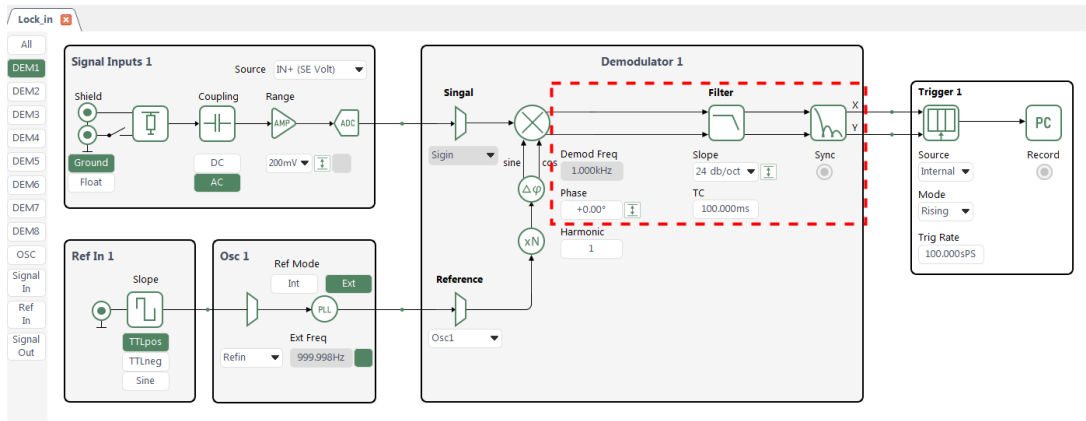 Lock_in
All
DEM1
DEM2
DEM3
DEM4
DEM5
DEM6
DEM7
DEM8
OSC
Signal
In
Ref
In
Signal
Out
Signal Inputs 1
Source IN+ (SE Volt)
Shield
Coupling
Range
AMP
ADC
Ground
Float
DC
AC
200mV
Ref In 1
Slope
TTLpos
TTLneg
Sine
Osc 1
Ref Mode
Int
Ext
PLL
Ext Freq
Refin
999.998Hz
Demodulator 1
Singal
Sigin
sine
cos
Δφ
xN
Reference
Osc1
Demod Freq
1.000kHz
Phase
+0.00°
Harmonic
1
Filter
Slope
24 db/oct
TC
100.000ms
Sync
X
Y
Trigger 1
Source
Internal
Mode
Rising
Trig Rate
100.000sPS
PC
Record